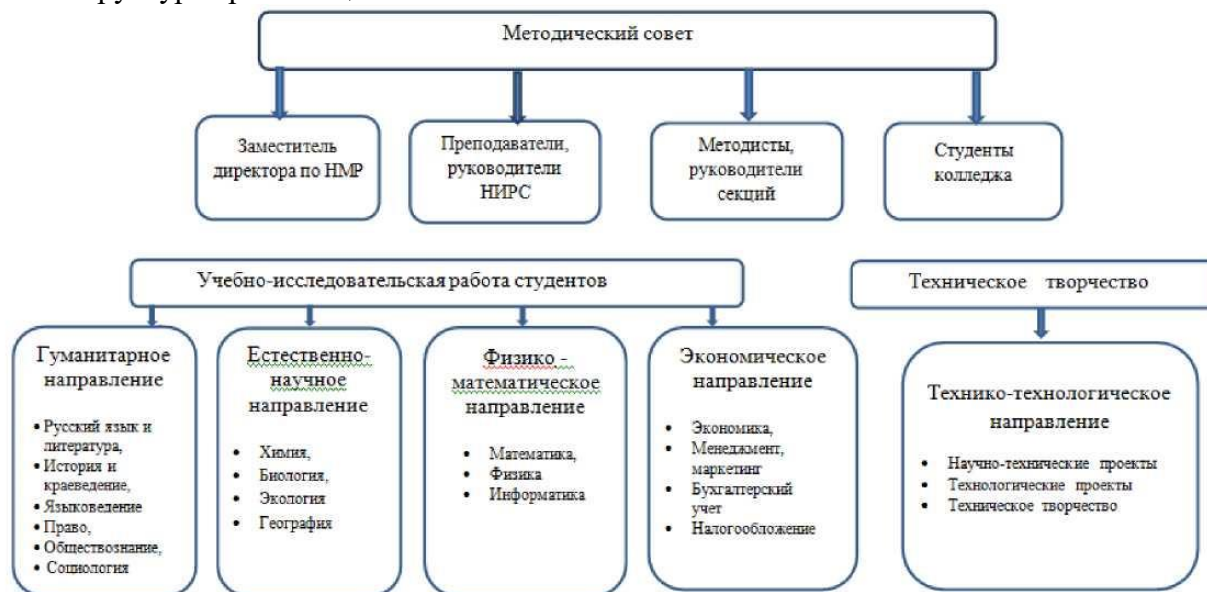 Методический совет
Заместитель
директора по НМР
Преподаватели,
руководители
НИРС
Методисты,
руководители
секций
Студенты
колледжа
Учебно-исследовательская работа студентов
Техническое творчество
Гуманитарное
направление
• Русский язык и
литература,
• История и
краеведение,
• Языковедение
• Право,
• Обществознание,
• Социология
Естественно-
научное
направление
• Химия,
• Биология,
• Экология
• География
Физико -
математическое
направление
• Математика,
• Физика
• Информатика
Экономическое
направление
• Экономика,
• Менеджмент,
маркетинг
• Бухгалтерский
учет
• Налогообложение
Технико-технологическое
направление
• Научно-технические проекты
• Технологические проекты
• Техническое творчество